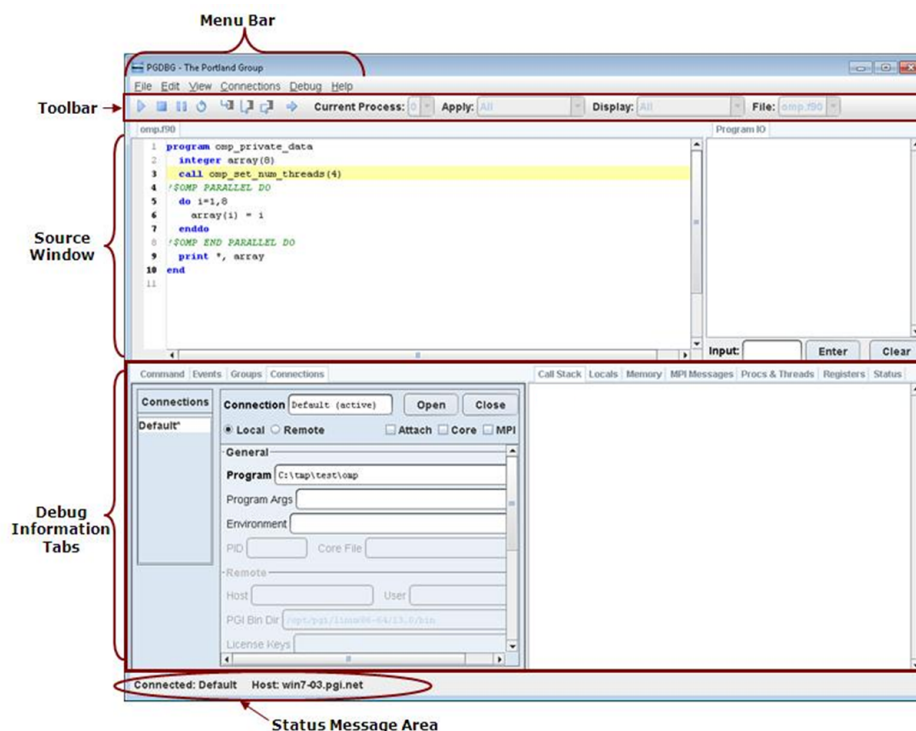 Menu Bar
PGDBG - The Portland Group
File Edit View Connections Debug Help
Toolbar
Current Process: 0 Apply: All Display: All File: omp.f90
omp.f90
Program IO
1 program omp_private_data
2 integer array(8)
3 call omp_set_num_threads(4)
4 !$OMP PARALLEL DO
5 do i=1,8
6 array(i) = i
7 enddo
8 !$OMP END PARALLEL DO
9 print *, array
10 end
11
Source
Window
Input: Enter Clear
Command Events Groups Connections
Call Stack Locals Memory MPI Messages Procs & Threads Registers Status
Connections
Default*
Connection Default (active) Open Close
Local Remote Attach Core MPI
General
Program C:\tmp\test\omp
Program Args
Environment
PID Core File
Remote
Host User
PGI Bin Dir /opt/pgi/linux86-64/13.0/bin
License Keys
Debug
Information
Tabs
Connected: Default Host: win7-03.pgi.net
Status Message Area